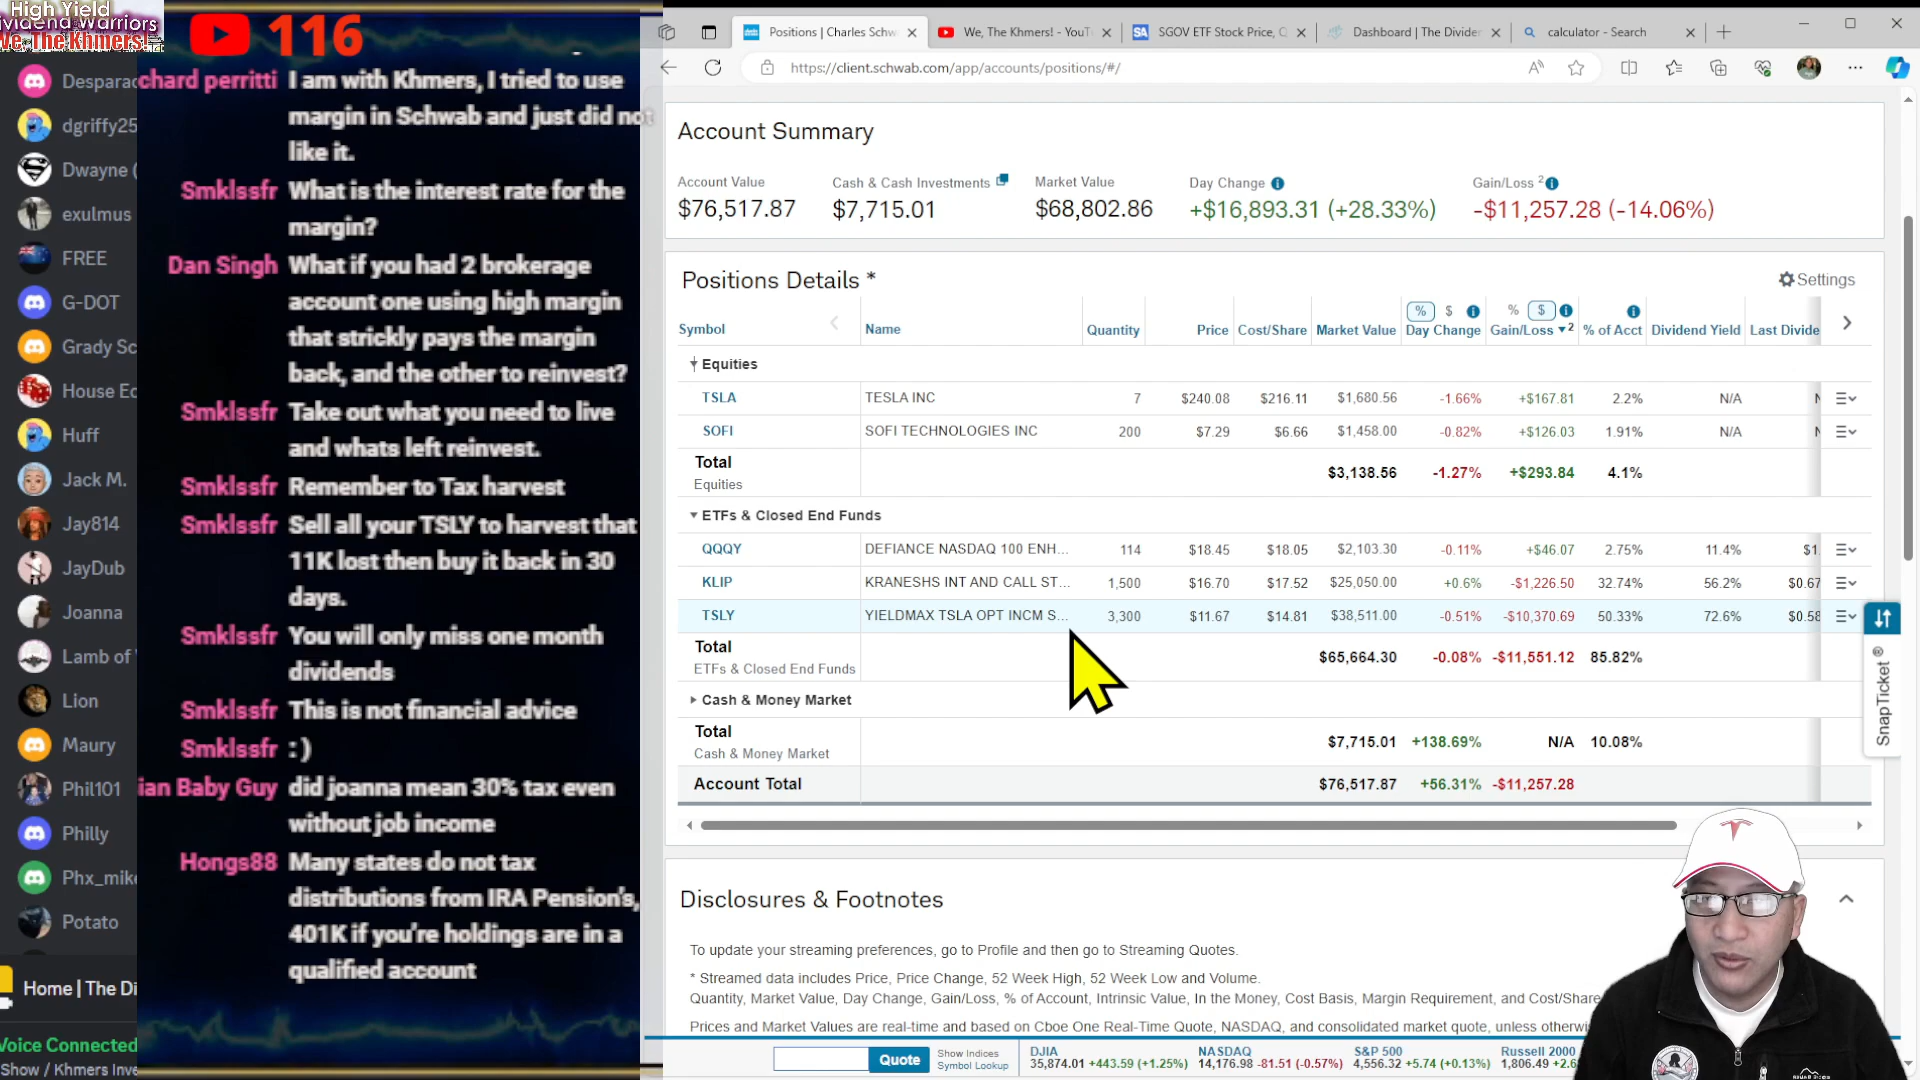 High Yield
Dividend Warriors
We, The Khmers!
116
Desparac
dgriffy25
Dwayne (
exulmus
FREE
G-DOT
Grady Sc
House Ec
Huff
Jack M.
Jay814
JayDub
Joanna
Lamb of
Lion
Maury
Phil101
Philly
Phx_mike
Potato
Home | The Di
Voice Connected
Show / Khmers Inve
chard perritti I am with Khmers, I tried to use
margin in Schwab and just did not
like it.
Smklssfr What is the interest rate for the
margin?
Dan Singh What if you had 2 brokerage
account one using high margin
that strickly pays the margin
back, and the other to reinvest?
Smklssfr Take out what you need to live
and whats left reinvest.
Smklssfr Remember to Tax harvest
Smklssfr Sell all your TSLY to harvest that
11K lost then buy it back in 30
days.
Smklssfr You will only miss one month
dividends
Smklssfr This is not financial advice
Smklssfr : )
ian Baby Guy did joanna mean 30% tax even
without job income
Hongs88 Many states do not tax
distributions from IRA Pension's,
401K if you're holdings are in a
qualified account
Positions | Charles Schw
We, The Khmers! - YouT
SGOV ETF Stock Price, Q
Dashboard | The Divider
calculator - Search
https://client.schwab.com/app/accounts/positions/#/
Account Summary
Account Value Cash & Cash Investments Market Value Day Change Gain/Loss 2
$76,517.87 $7,715.01 $68,802.86 +$16,893.31 (+28.33%) -$11,257.28 (-14.06%)
Positions Details * Settings
% $ % $
Symbol Name Quantity Price Cost/Share Market Value Day Change Gain/Loss 2 % of Acct Dividend Yield Last Divide
Equities
TSLA TESLA INC 7 $240.08 $216.11 $1,680.56 -1.66% +$167.81 2.2% N/A
SOFI SOFI TECHNOLOGIES INC 200 $7.29 $6.66 $1,458.00 -0.82% +$126.03 1.91% N/A
Total
Equities $3,138.56 -1.27% +$293.84 4.1%
ETFs & Closed End Funds
QQQY DEFIANCE NASDAQ 100 ENH... 114 $18.45 $18.05 $2,103.30 -0.11% +$46.07 2.75% 11.4% $1.
KLIP KRANESHS INT AND CALL ST... 1,500 $16.70 $17.52 $25,050.00 +0.6% -$1,226.50 32.74% 56.2% $0.67
TSLY YIELDMAX TSLA OPT INCM S... 3,300 $11.67 $14.81 $38,511.00 -0.51% -$10,370.69 50.33% 72.6% $0.58
Total
ETFs & Closed End Funds $65,664.30 -0.08% -$11,551.12 85.82%
Cash & Money Market
Total
Cash & Money Market $7,715.01 +138.69% N/A 10.08%
Account Total $76,517.87 +56.31% -$11,257.28
SnapTicket®
Disclosures & Footnotes
To update your streaming preferences, go to Profile and then go to Streaming Quotes.
* Streamed data includes Price, Price Change, 52 Week High, 52 Week Low and Volume.
Quantity, Market Value, Day Change, Gain/Loss, % of Account, Intrinsic Value, In the Money, Cost Basis, Margin Requirement, and Cost/Share
Prices and Market Values are real-time and based on Cboe One Real-Time Quote, NASDAQ, and consolidated market quote, unless otherwi
Quote
Show Indices
Symbol Lookup
DJIA
35,874.01 +443.59 (+1.25%)
NASDAQ
14,176.98 -81.51 (-0.57%)
S&P 500
4,556.32 +5.74 (+0.13%)
Russell 2000
1,806.49 +2.6